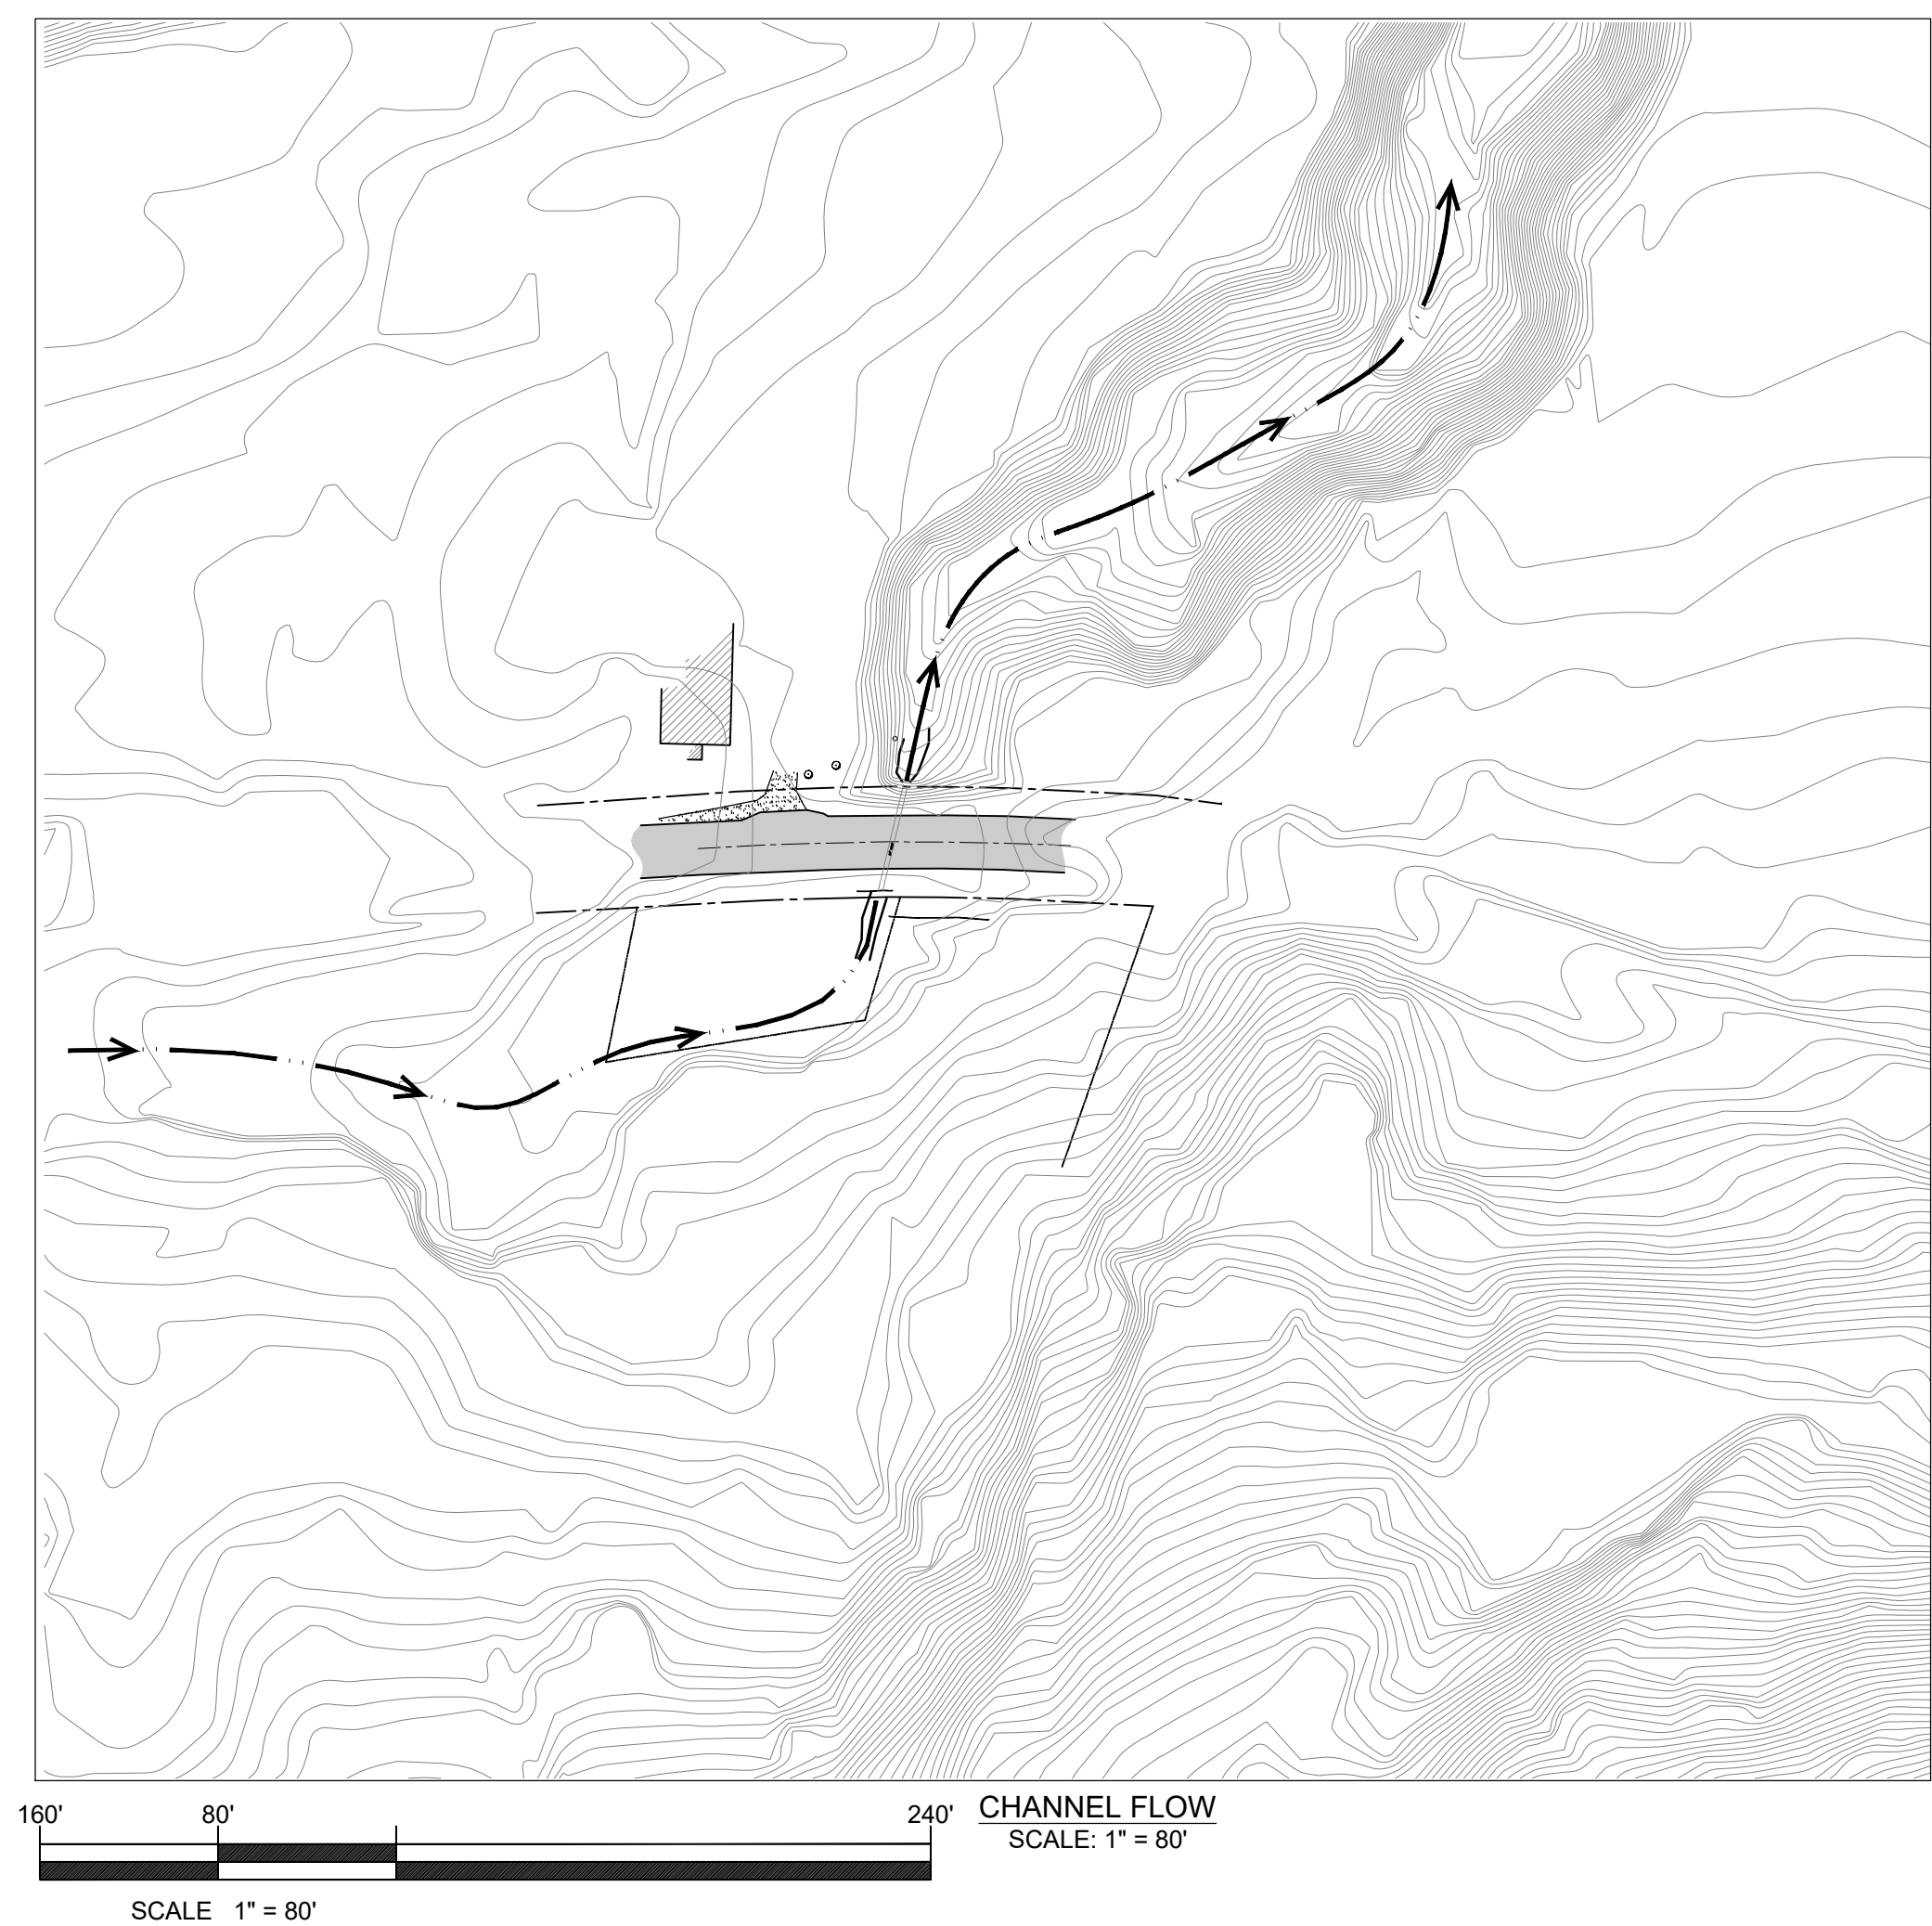 160' 80' 240' CHANNEL FLOW
SCALE: 1" = 80'
SCALE 1" = 80'